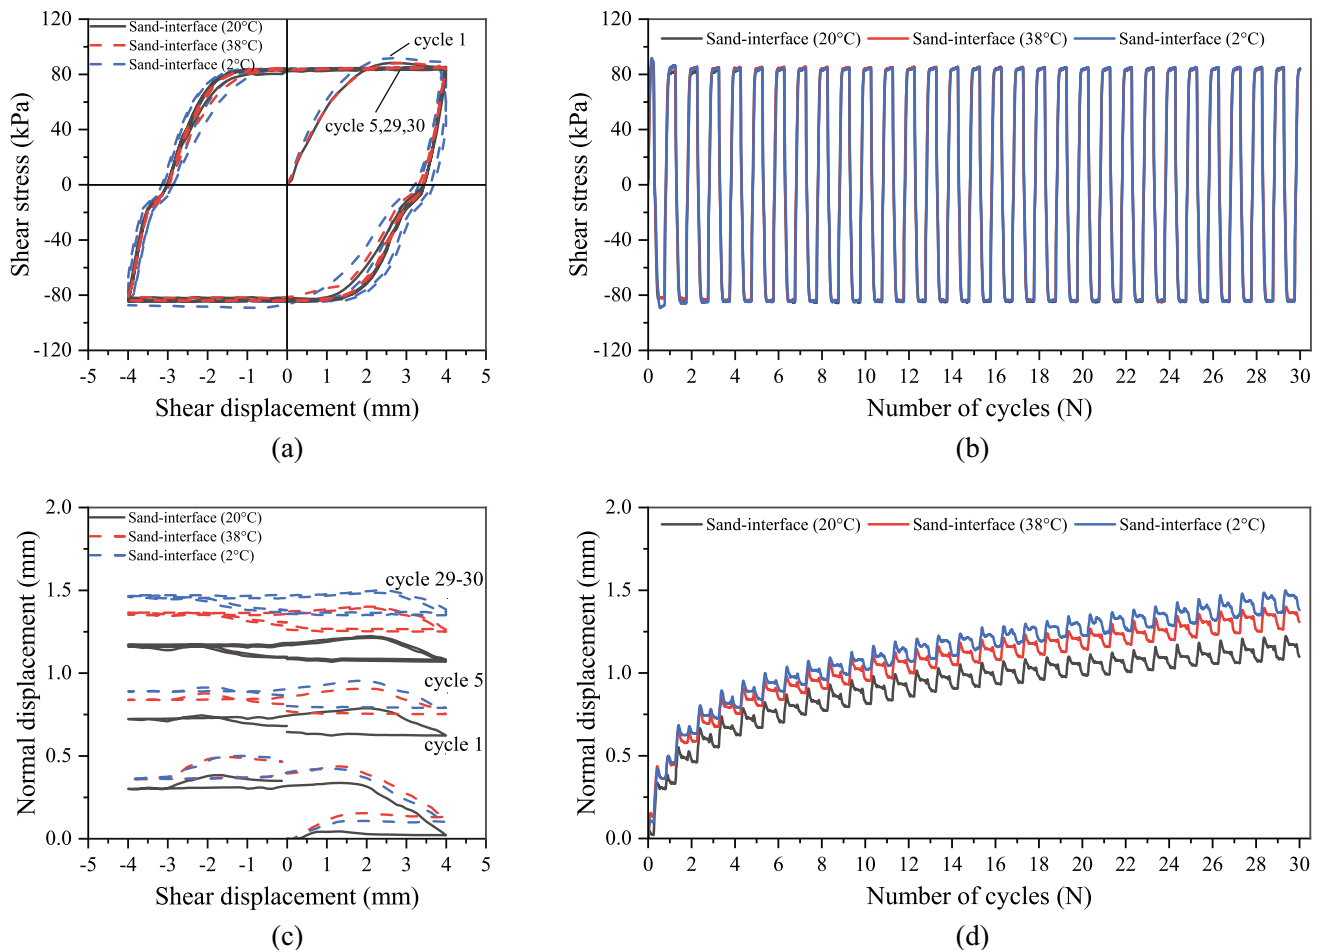 Sand-interface (20°C)
Sand-interface (38°C)
Sand-interface (2°C)
cycle 1
cycle 5,29,30
120
80
40
0
-40
-80
-120
-5 -4 -3 -2 -1 0 1 2 3 4 5
Shear stress (kPa)
Shear displacement (mm)
(a)
Sand-interface (20°C) Sand-interface (38°C) Sand-interface (2°C)
120
80
40
0
-40
-80
-120
0 2 4 6 8 10 12 14 16 18 20 22 24 26 28 30
Shear stress (kPa)
Number of cycles (N)
(b)
Sand-interface (20°C)
Sand-interface (38°C)
Sand-interface (2°C)
cycle 29-30
cycle 5
cycle 1
2.0
1.5
1.0
0.5
0.0
-5 -4 -3 -2 -1 0 1 2 3 4 5
Normal displacement (mm)
Shear displacement (mm)
(c)
Sand-interface (20°C) Sand-interface (38°C) Sand-interface (2°C)
2.0
1.5
1.0
0.5
0.0
0 2 4 6 8 10 12 14 16 18 20 22 24 26 28 30
Normal displacement (mm)
Number of cycles (N)
(d)